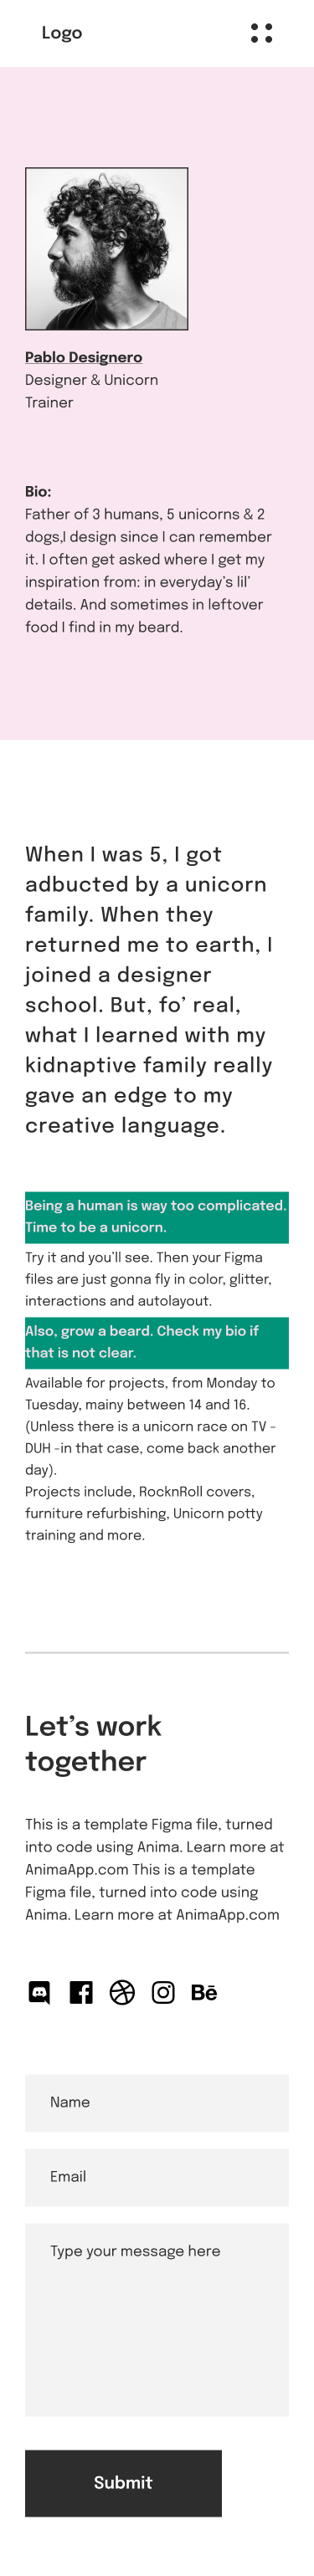 Logo
Pablo Designero
Designer & Unicorn
Trainer
Bio:
Father of 3 humans, 5 unicorns & 2
dogs,I design since I can remember
it. I often get asked where I get my
inspiration from: in everyday’s lil’
details. And sometimes in leftover
food I find in my beard.
When I was 5, I got
adbucted by a unicorn
family. When they
returned me to earth, I
joined a designer
school. But, fo’ real,
what I learned with my
kidnaptive family really
gave an edge to my
creative language.
Being a human is way too complicated.
Time to be a unicorn.
Try it and you’ll see. Then your Figma
files are just gonna fly in color, glitter,
interactions and autolayout.
Also, grow a beard. Check my bio if
that is not clear.
Available for projects, from Monday to
Tuesday, mainy between 14 and 16.
(Unless there is a unicorn race on TV -
DUH -in that case, come back another
day).
Projects include, RocknRoll covers,
furniture refurbishing, Unicorn potty
training and more.
Let’s work
together
This is a template Figma file, turned
into code using Anima. Learn more at
AnimaApp.com This is a template
Figma file, turned into code using
Anima. Learn more at AnimaApp.com
Bē
Name
Email
Type your message here
Submit